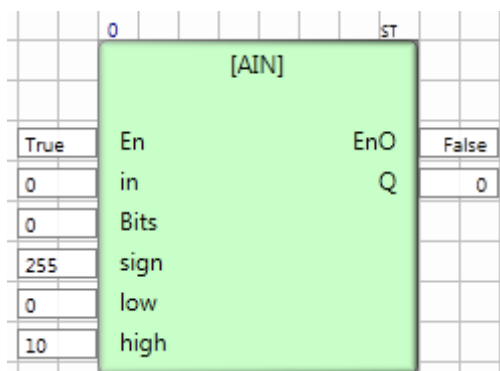 0 ST
[AIN]
True En EnO False
0 in Q 0
0 Bits
255 sign
0 low
10 high